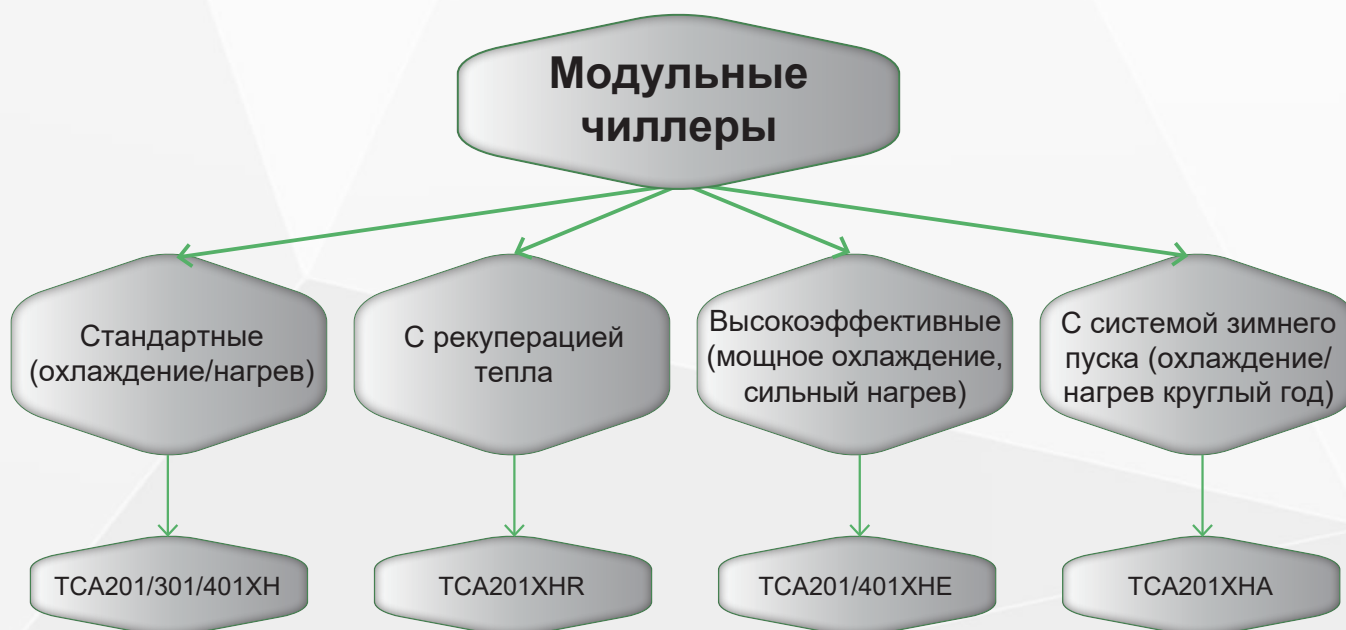 Модульные
чиллеры
Стандартные
(охлаждение/нагрев)
С рекуперацией
тепла
Высокоэффективные
(мощное охлаждение,
сильный нагрев)
С системой зимнего
пуска (охлаждение/
нагрев круглый год)
TCA201/301/401XH
TCA201XHR
TCA201/401XHE
TCA201XHA